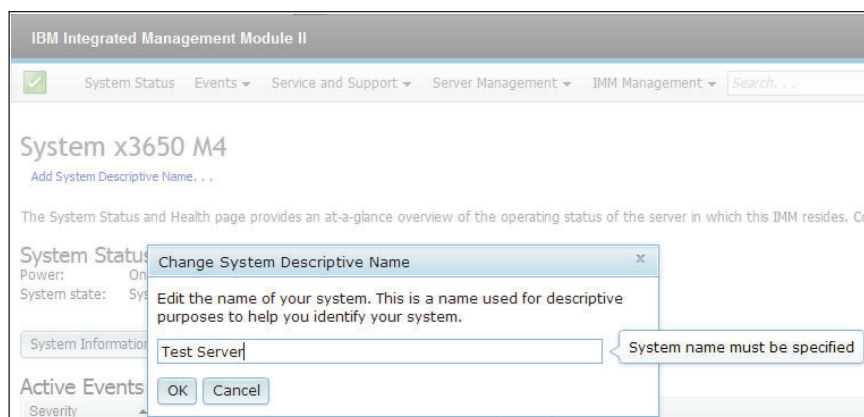 IBM Integrated Management Module II
System Status Events Service and Support Server Management IMM Management Search. . .
System x3650 M4
Add System Descriptive Name. . .
The System Status and Health page provides an at-a-glance overview of the operating status of the server in which this IMM resides.
System Status
Power: On
System state: Sys
Change System Descriptive Name x
Edit the name of your system. This is a name used for descriptive
purposes to help you identify your system.
System Information
Test Server
System name must be specified
Active Events
OK Cancel
Severity